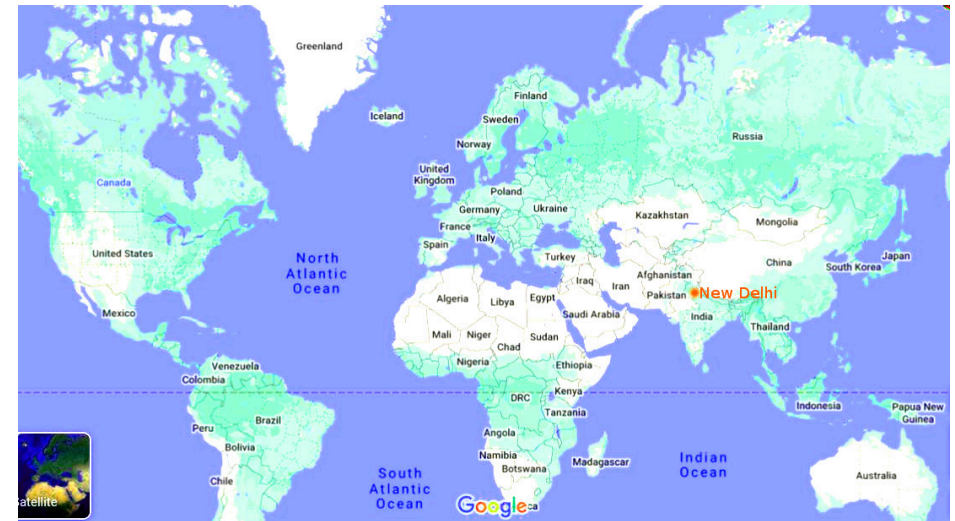 Greenland
Iceland
Finland
Sweden
Norway
Russia
Canada
United
Kingdom
Poland
Germany
Ukraine
France
Italy
Spain
Turkey
Kazakhstan
Mongolia
United States
North
Atlantic
Ocean
China
Japan
South Korea
Afghanistan
Iraq
Iran
Pakistan
New Delhi
India
Algeria
Libya
Egypt
Saudi Arabia
Mexico
Mali
Niger
Chad
Sudan
Thailand
Nigeria
Ethiopia
Venezuela
Colombia
Kenya
DRC
Indonesia
Papua New
Guinea
Tanzania
Brazil
Peru
Angola
Bolivia
Namibia
Botswana
Madagascar
Indian
Ocean
Chile
South
Atlantic
Ocean
Australia
Satellite
Google
ca